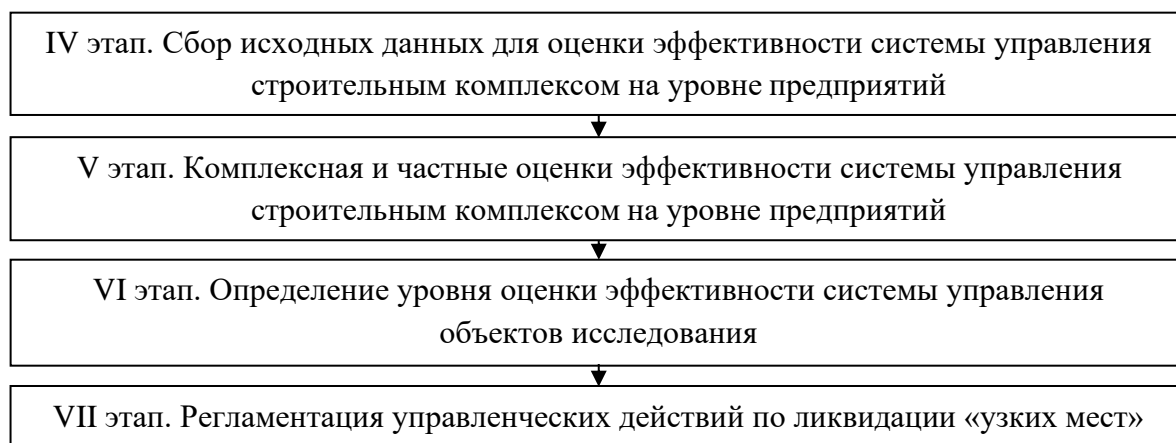 IV этап. Сбор исходных данных для оценки эффективности системы управления
строительным комплексом на уровне предприятий
V этап. Комплексная и частные оценки эффективности системы управления
строительным комплексом на уровне предприятий
VI этап. Определение уровня оценки эффективности системы управления
объектов исследования
VII этап. Регламентация управленческих действий по ликвидации «узких мест»